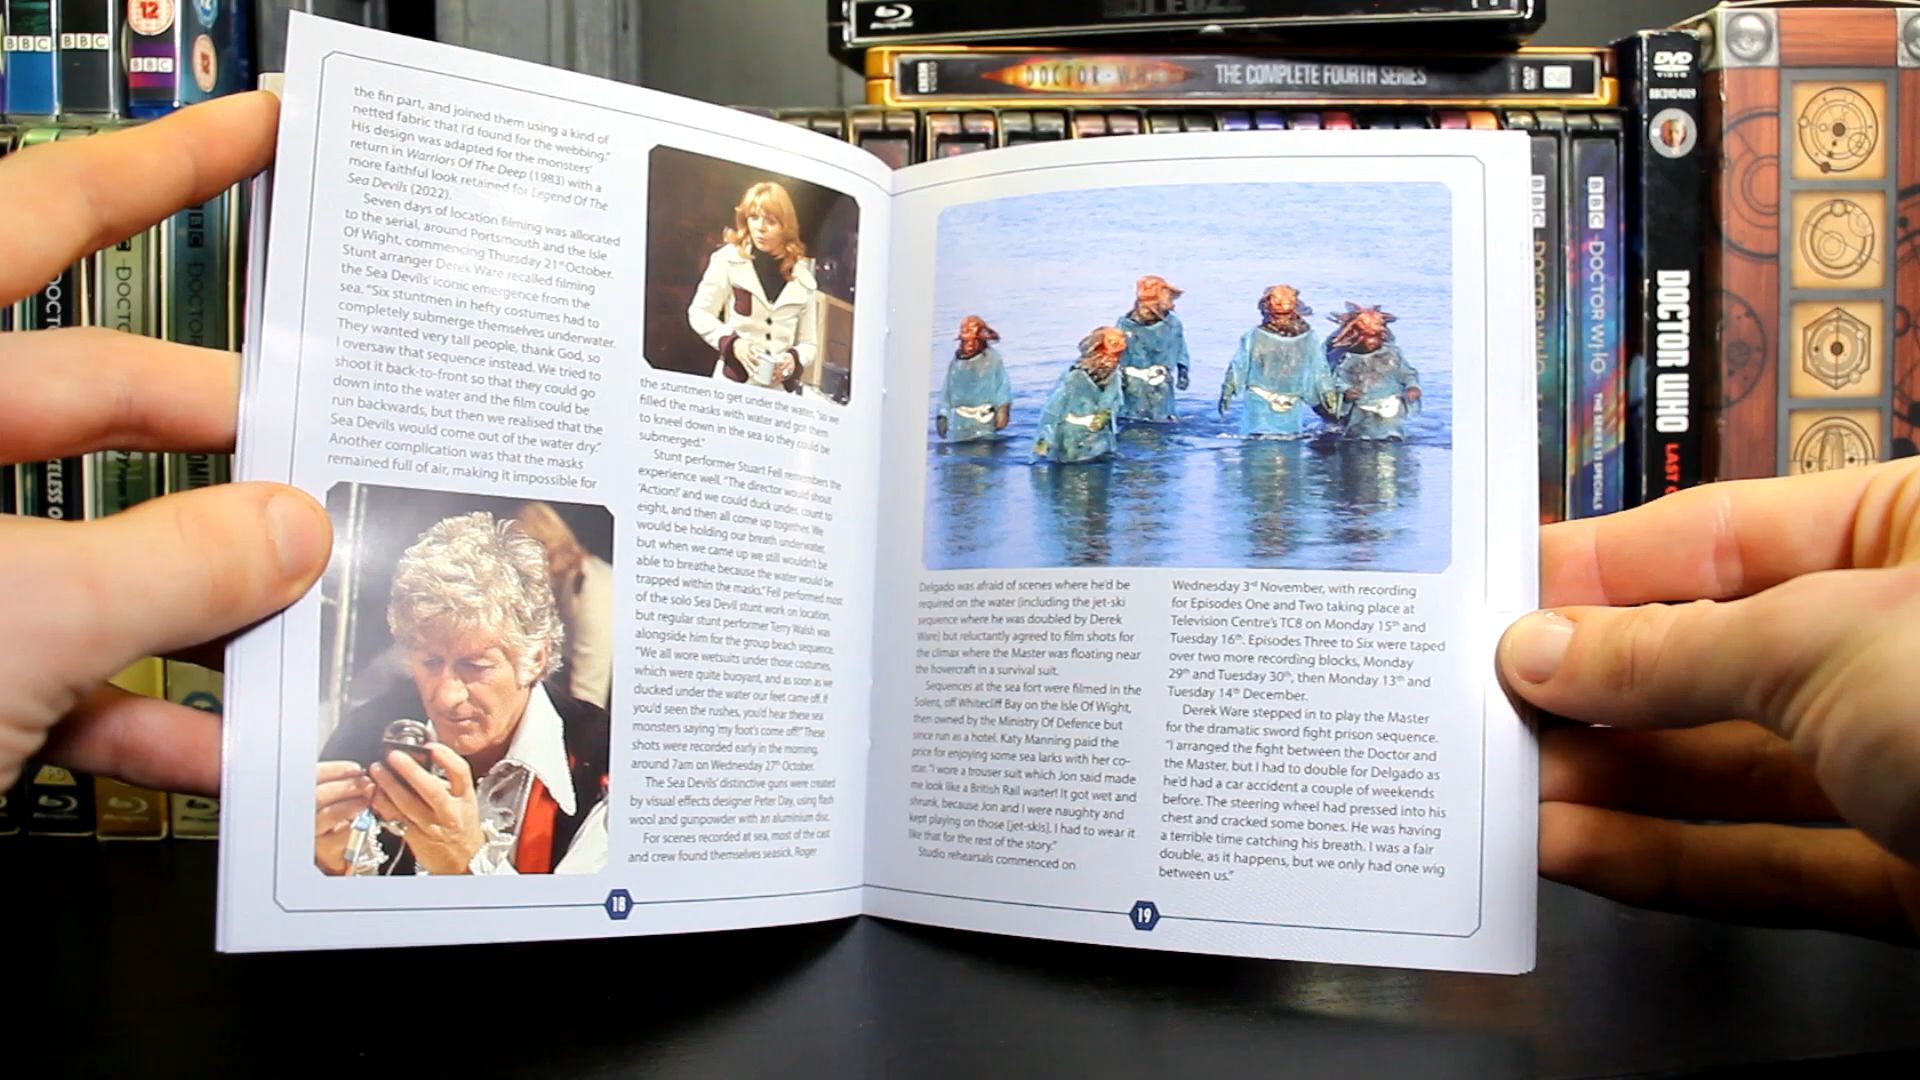 the fin part, and joined them using a kind of
netted fabric that I'd found for the webbing."
His design was adapted for the monsters'
return in Warriors Of The Deep (1983) with a
more faithful look retained for Legend Of The
Sea Devils (2022).
Seven days of location filming was allocated
to the serial, around Portsmouth and the Isle
Of Wight, commencing Thursday 21st October.
Stunt arranger Derek Ware recalled filming
the Sea Devils' iconic emergence from the
sea. "Six stuntmen in hefty costumes had to
completely submerge themselves underwater.
They wanted very tall people, thank God, so
I oversaw that sequence instead. We tried to
shoot it back-to-front so that they could go
down into the water and the film could be
run backwards, but then we realised that the
Sea Devils would come out of the water dry."
Another complication was that the masks
remained full of air, making it impossible for
the stuntmen to get under the water, "so we
filled the masks with water and got them
to kneel down in the sea so they could be
submerged."
Stunt performer Stuart Fell remembers the
experience well. "The director would shout
'Action!' and we could duck under, count to
eight, and then all come up together. We
would be holding our breath underwater,
but when we came up we still wouldn't be
able to breathe because the water would be
trapped within the masks." Fell performed most
of the solo Sea Devil stunt work on location,
but regular stunt performer Terry Walsh was
alongside him for the group beach sequence.
"We all wore wetsuits under those costumes,
which were quite buoyant, and as soon as we
ducked under the water our feet came off. If
you'd seen the rushes, you'd hear these sea
monsters saying 'my foot's come off!'" These
shots were recorded early in the morning,
around 7am on Wednesday 27th October.
The Sea Devils' distinctive guns were created
by visual effects designer Peter Day, using flash
wool and gunpowder with an aluminium disc.
For scenes recorded at sea, most of the cast
and crew found themselves seasick. Roger
18
Delgado was afraid of scenes where he'd be
required on the water (including the jet-ski
sequence where he was doubled by Derek
Ware) but reluctantly agreed to film shots for
the climax where the Master was floating near
the hovercraft in a survival suit.
Sequences at the sea fort were filmed in the
Solent, off Whitecliff Bay on the Isle Of Wight,
then owned by the Ministry Of Defence but
since run as a hotel. Katy Manning paid the
price for enjoying some sea larks with her co-
star. "I wore a trouser suit which Jon said made
me look like a British Rail waiter! It got wet and
shrunk, because Jon and I were naughty and
kept playing on those [jet-skis]. I had to wear it
like that for the rest of the story."
Studio rehearsals commenced on
Wednesday 3rd November, with recording
for Episodes One and Two taking place at
Television Centre's TC8 on Monday 15th and
Tuesday 16th. Episodes Three to Six were taped
over two more recording blocks, Monday
29th and Tuesday 30th, then Monday 13th and
Tuesday 14th December.
Derek Ware stepped in to play the Master
for the dramatic sword fight prison sequence.
"I arranged the fight between the Doctor and
the Master, but I had to double for Delgado as
he'd had a car accident a couple of weekends
before. The steering wheel had pressed into his
chest and cracked some bones. He was having
a terrible time catching his breath. I was a fair
double, as it happens, but we only had one wig
between us."
19
DOCTOR WHO THE COMPLETE FOURTH SERIES
BBC DOCTOR WHO
BBC DOCTOR WHO
DVD VIDEO
DOCTOR WHO
BBC
BBC
BBC
12